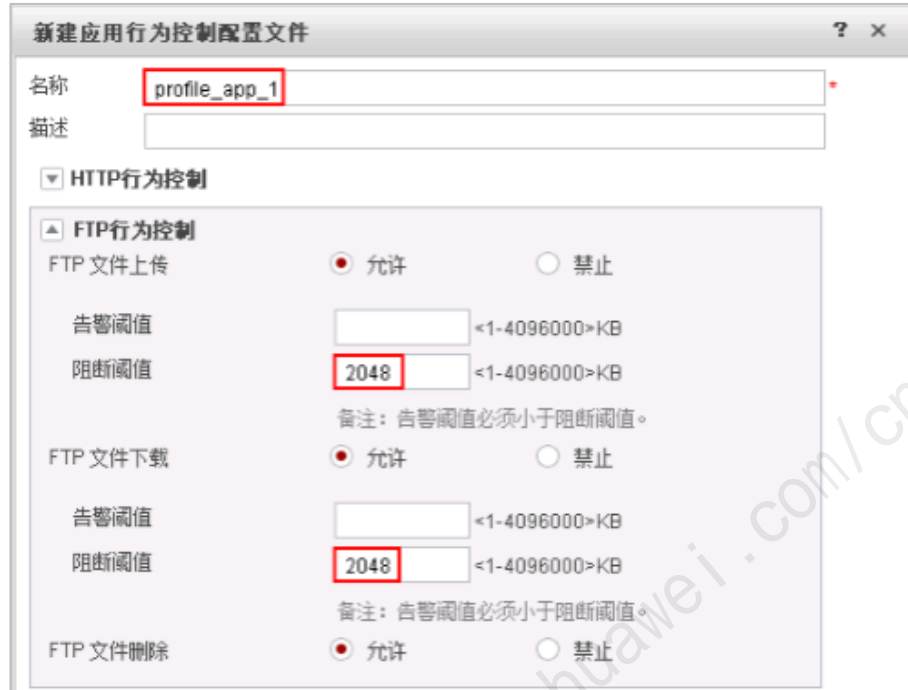 新建应用行为控制配置文件 ? ×
名称 profile_app_1 *
描述
HTTP行为控制
FTP行为控制
FTP 文件上传 允许 禁止
告警阈值 <1-4096000>KB
阻断阈值 2048 <1-4096000>KB
备注：告警阈值必须小于阻断阈值。
FTP 文件下载 允许 禁止
告警阈值 <1-4096000>KB
阻断阈值 2048 <1-4096000>KB
备注：告警阈值必须小于阻断阈值。
FTP 文件删除 允许 禁止
huawei.com/cn